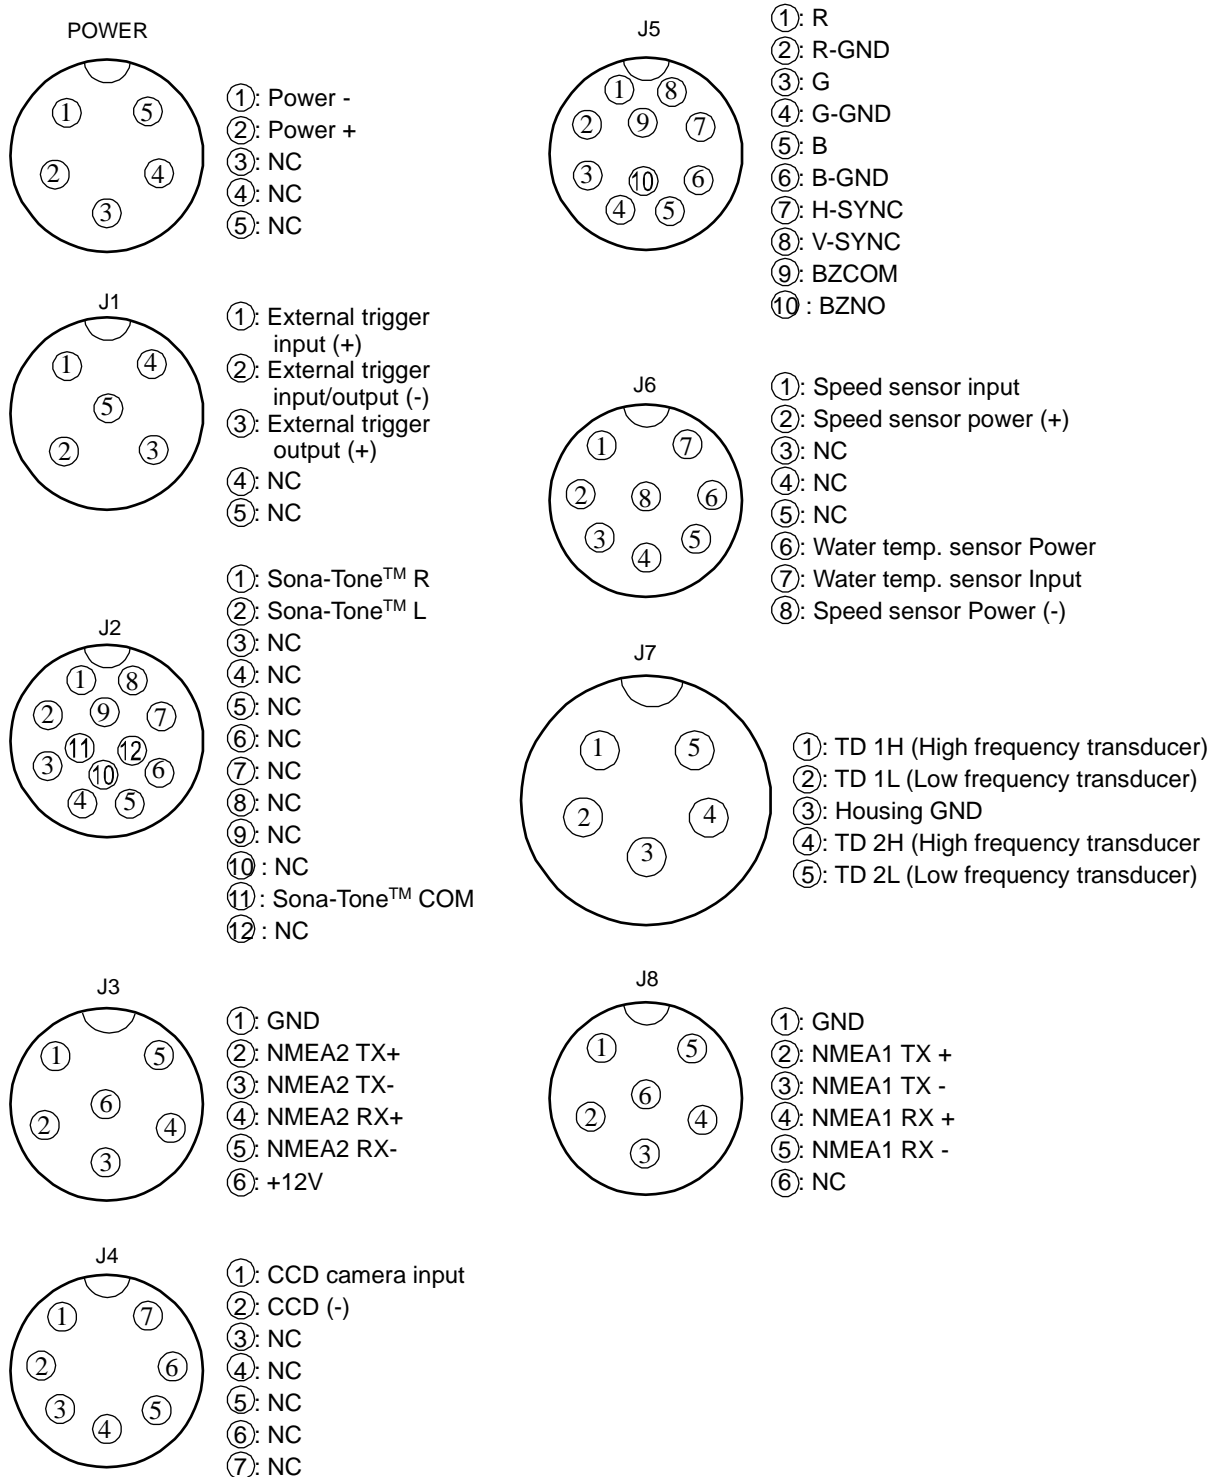 POWER
1
5
2
4
3
①: Power -
②: Power +
③: NC
④: NC
⑤: NC
J1
1
4
5
2
3
①: External trigger
input (+)
②: External trigger
input/output (-)
③: External trigger
output (+)
④: NC
⑤: NC
J2
1
8
2
9
7
11
12
3
10
6
4
5
①: Sona-Tone™ R
②: Sona-Tone™ L
③: NC
④: NC
⑤: NC
⑥: NC
⑦: NC
⑧: NC
⑨: NC
⑩ : NC
⑪ : Sona-Tone™ COM
⑫ : NC
J3
1
5
6
2
4
3
①: GND
②: NMEA2 TX+
③: NMEA2 TX-
④: NMEA2 RX+
⑤: NMEA2 RX-
⑥: +12V
J4
1
7
2
6
3
5
4
①: CCD camera input
②: CCD (-)
③: NC
④: NC
⑤: NC
⑥: NC
⑦: NC
J5
1
8
2
9
7
3
10
6
4
5
①: R
②: R-GND
③: G
④: G-GND
⑤: B
⑥: B-GND
⑦: H-SYNC
⑧: V-SYNC
⑨: BZCOM
⑩ : BZNO
J6
1
7
2
8
6
3
5
4
①: Speed sensor input
②: Speed sensor power (+)
③: NC
④: NC
⑤: NC
⑥: Water temp. sensor Power
⑦: Water temp. sensor Input
⑧: Speed sensor Power (-)
J7
1
5
2
4
3
①: TD 1H (High frequency transducer)
②: TD 1L (Low frequency transducer)
③: Housing GND
④: TD 2H (High frequency transducer
⑤: TD 2L (Low frequency transducer)
J8
1
5
6
2
4
3
①: GND
②: NMEA1 TX +
③: NMEA1 TX -
④: NMEA1 RX +
⑤: NMEA1 RX -
⑥: NC